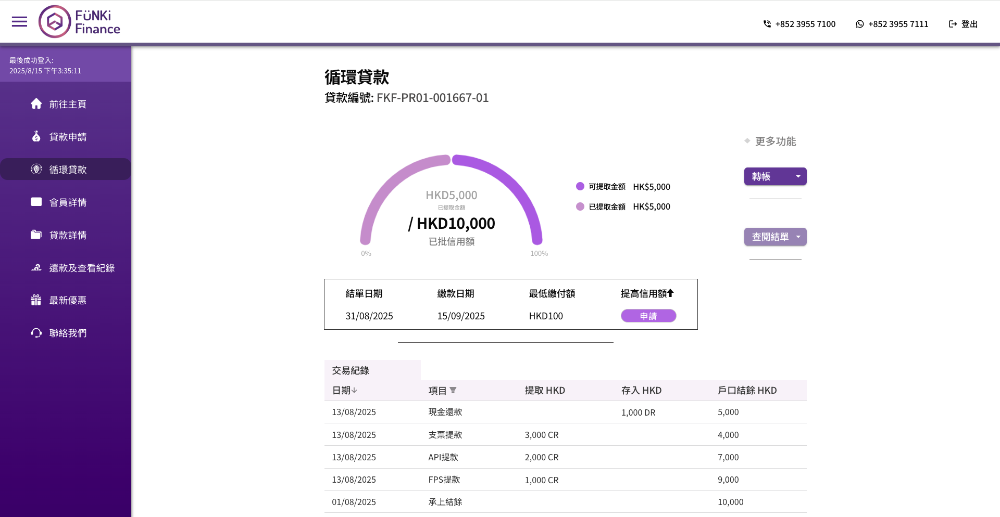 FüNKi
Finance
+852 3955 7100
+852 3955 7111
登出
最後成功登入:
2025/8/15 下午3:35:11
前往主頁
貸款申請
循環貸款
會員詳情
貸款詳情
還款及查看紀錄
最新優惠
聯絡我們
循環貸款
貸款編號: FKF-PR01-001667-01
HKD5,000
已提取金額
/ HKD10,000
已批信用額
0%
100%
可提取金額 HK$5,000
已提取金額 HK$5,000
更多功能
轉帳
查閱結單
結單日期 繳款日期 最低繳付額 提高信用額
31/08/2025 15/09/2025 HKD100 申請
交易紀錄
日期↓ 項目 提取 HKD 存入 HKD 戶口結餘 HKD
13/08/2025 現金還款 1,000 DR 5,000
13/08/2025 支票提款 3,000 CR 4,000
13/08/2025 API提款 2,000 CR 7,000
13/08/2025 FPS提款 1,000 CR 9,000
01/08/2025 承上結餘 10,000